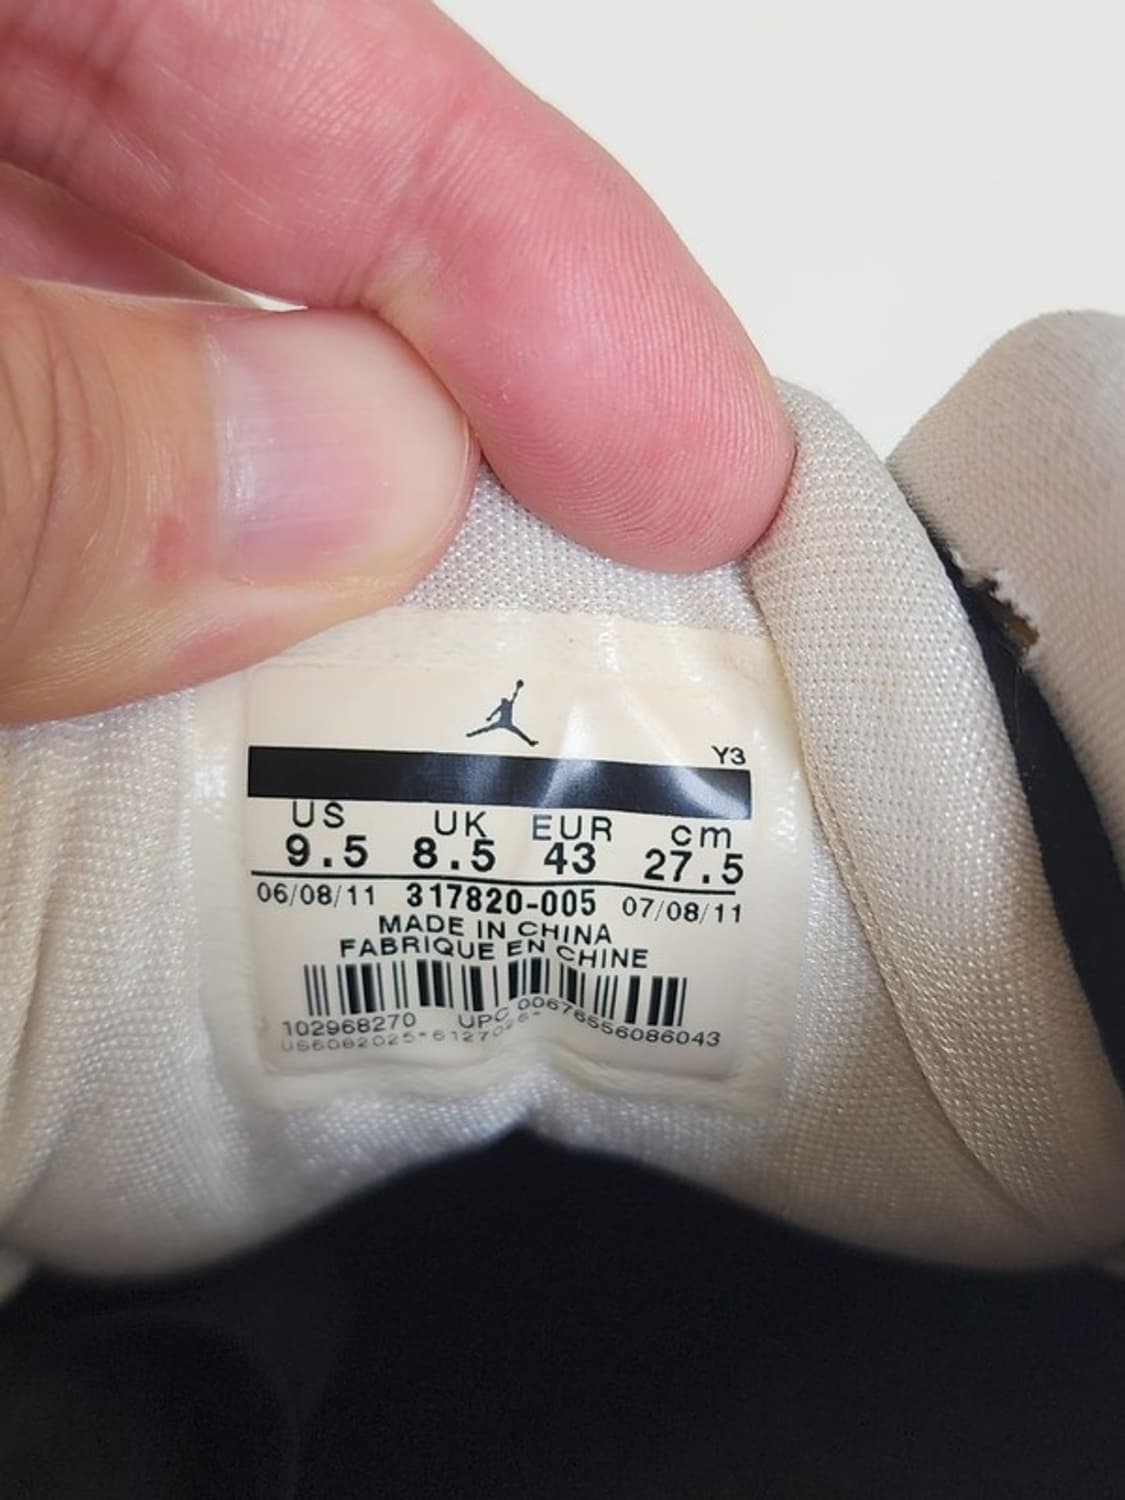 Y3
US UK EUR cm
9.5 8.5 43 27.5
06/08/11 317820-005 07/08/11
MADE IN CHINA
FABRIQUE EN CHINE
102968270 UPC 00676556086043